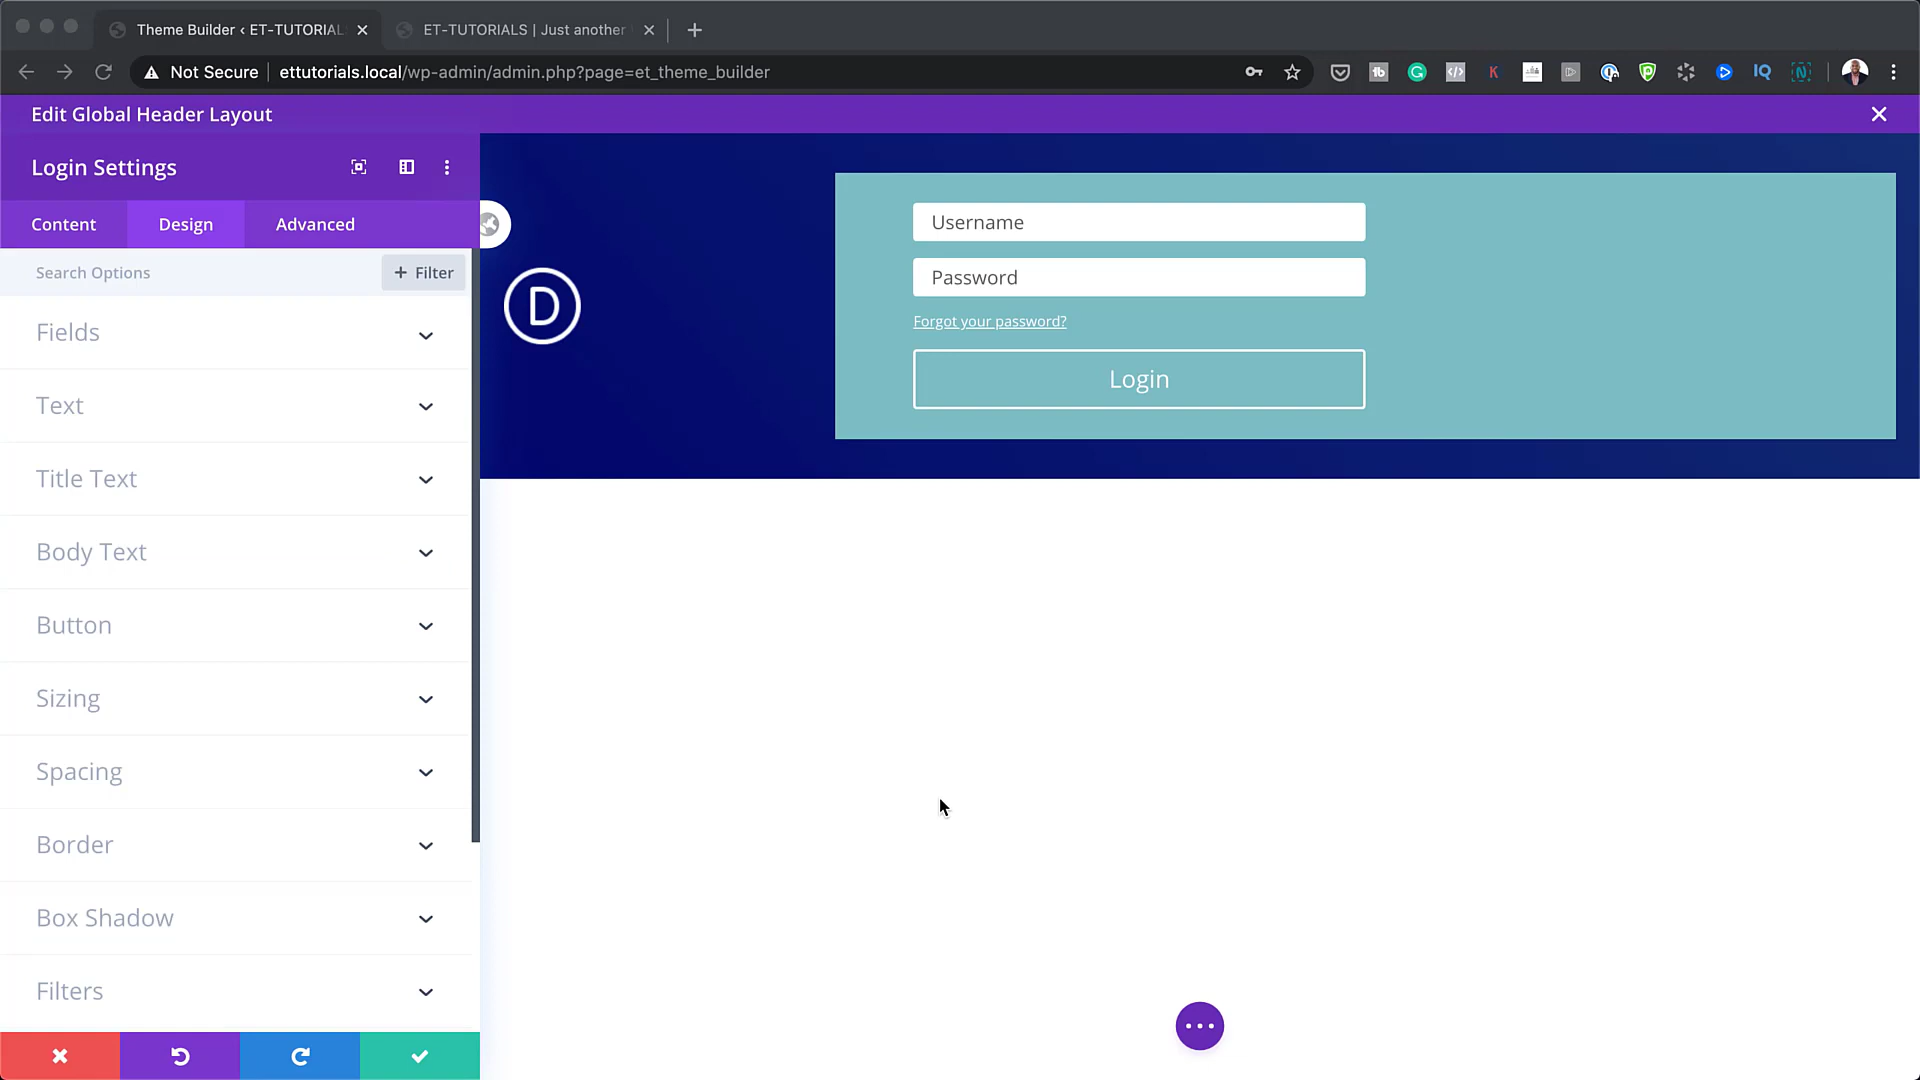 Theme Builder ‹ ET-TUTORIAL
ET-TUTORIALS | Just another
Not Secure
ettutorials.local/wp-admin/admin.php?page=et_theme_builder
Edit Global Header Layout
Login Settings
Content
Design
Advanced
Search Options
+ Filter
Fields
Text
Title Text
Body Text
Button
Sizing
Spacing
Border
Box Shadow
Filters
D
Username
Password
Forgot your password?
Login
tb
G
</>
K
IQ
N